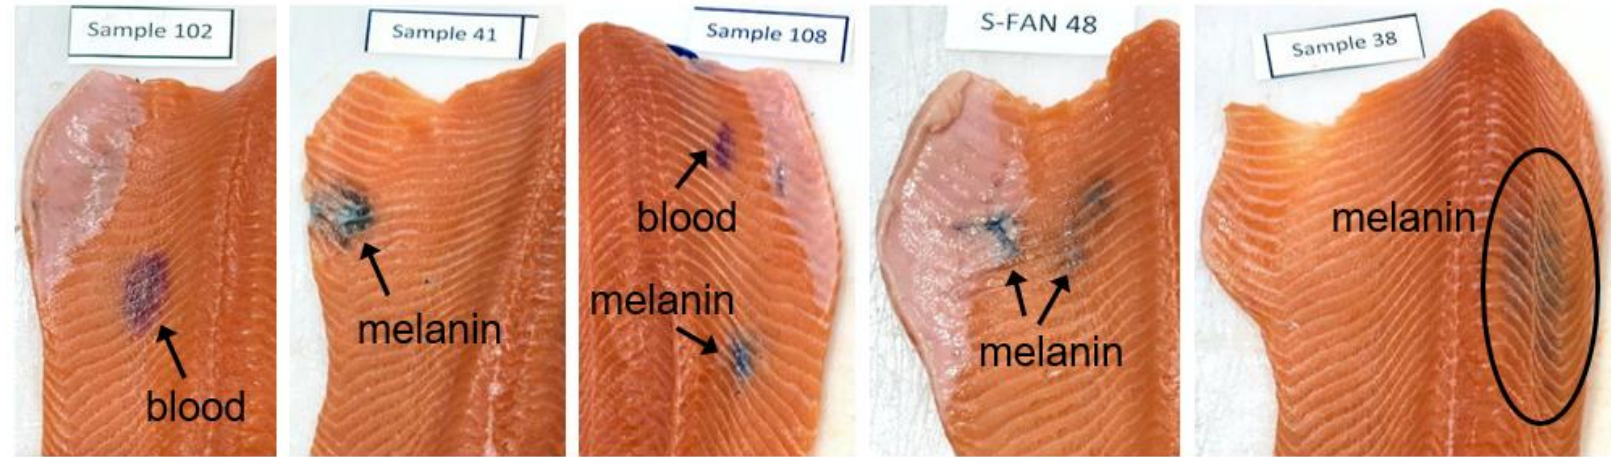 Sample 102
blood
Sample 41
melanin
Sample 108
blood
melanin
S-FAN 48
melanin
Sample 38
melanin